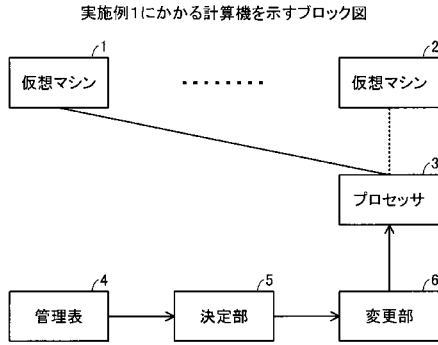 実施例1にかかる計算機を示すブロック図
1
2
仮想マシン
仮想マシン
3
プロセッサ
4
5
6
管理表
決定部
変更部